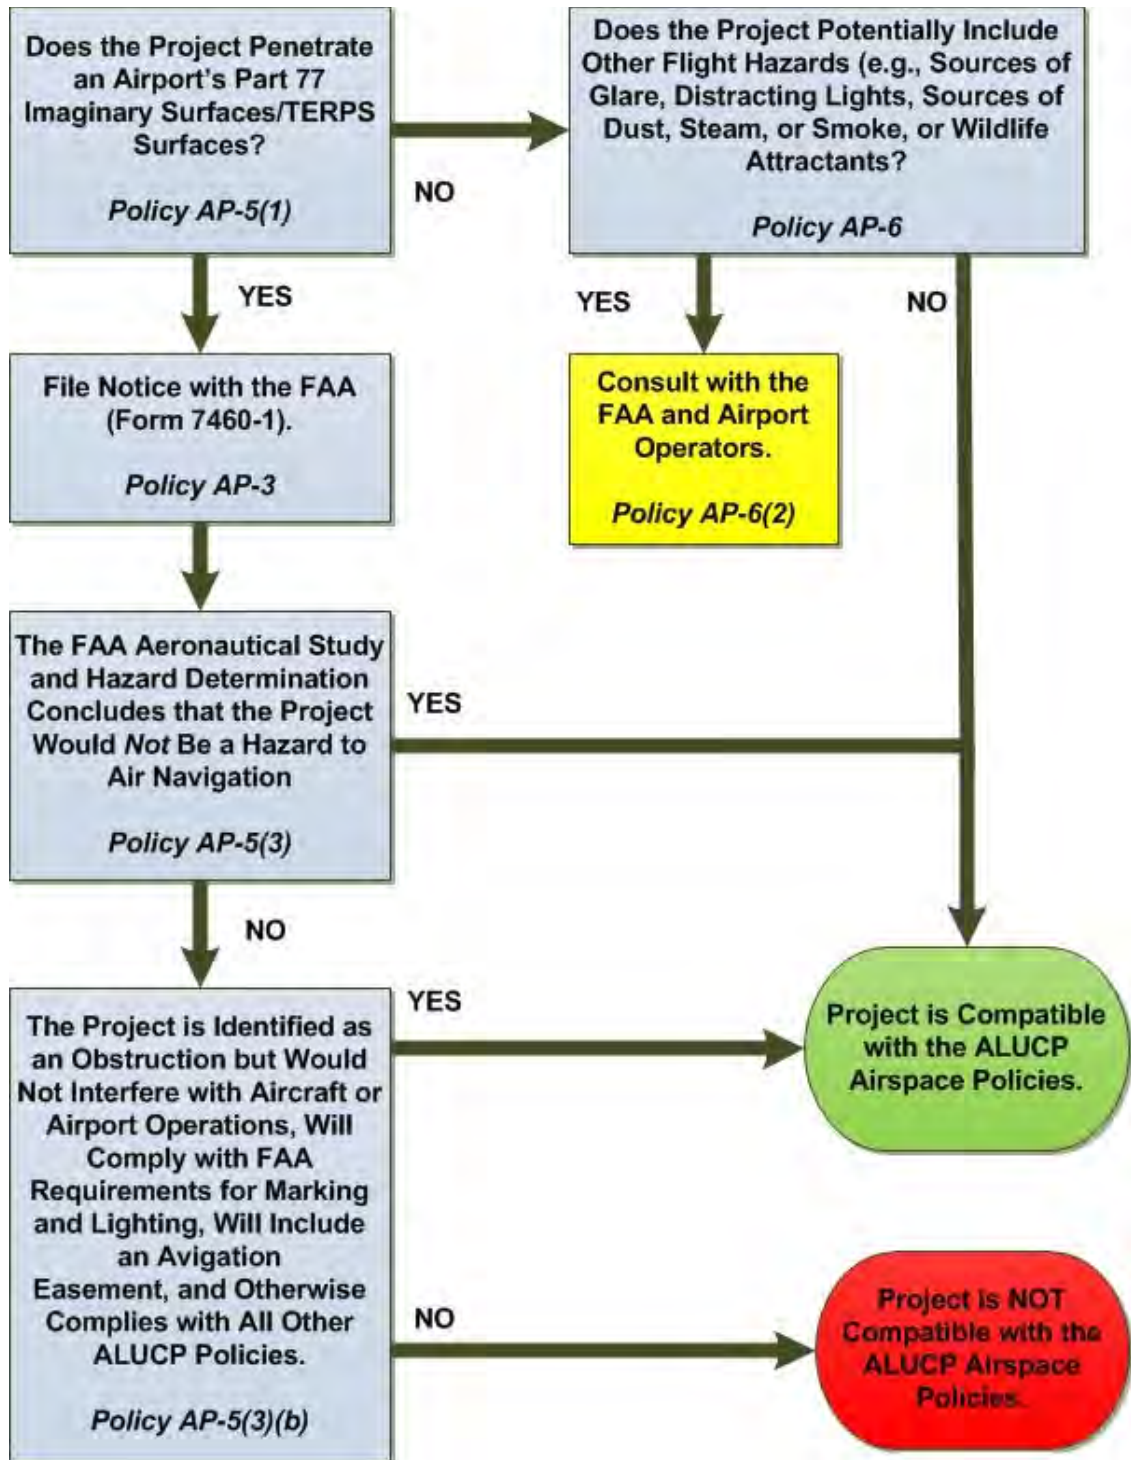 Does the Project Penetrate
an Airport's Part 77
Imaginary Surfaces/TERPS
Surfaces?
Policy AP-5(1)
NO
Does the Project Potentially Include
Other Flight Hazards (e.g., Sources of
Glare, Distracting Lights, Sources of
Dust, Steam, or Smoke, or Wildlife
Attractants?
Policy AP-6
YES
YES
NO
File Notice with the FAA
(Form 7460-1).
Policy AP-3
Consult with the
FAA and Airport
Operators.
Policy AP-6(2)
The FAA Aeronautical Study
and Hazard Determination
Concludes that the Project
Would Not Be a Hazard to
Air Navigation
Policy AP-5(3)
YES
NO
The Project is Identified as
an Obstruction but Would
Not Interfere with Aircraft or
Airport Operations, Will
Comply with FAA
Requirements for Marking
and Lighting, Will Include
an Avigation
Easement, and Otherwise
Complies with All Other
ALUCP Policies.
Policy AP-5(3)(b)
YES
Project is Compatible
with the ALUCP
Airspace Policies.
NO
Project is NOT
Compatible with the
ALUCP Airspace
Policies.